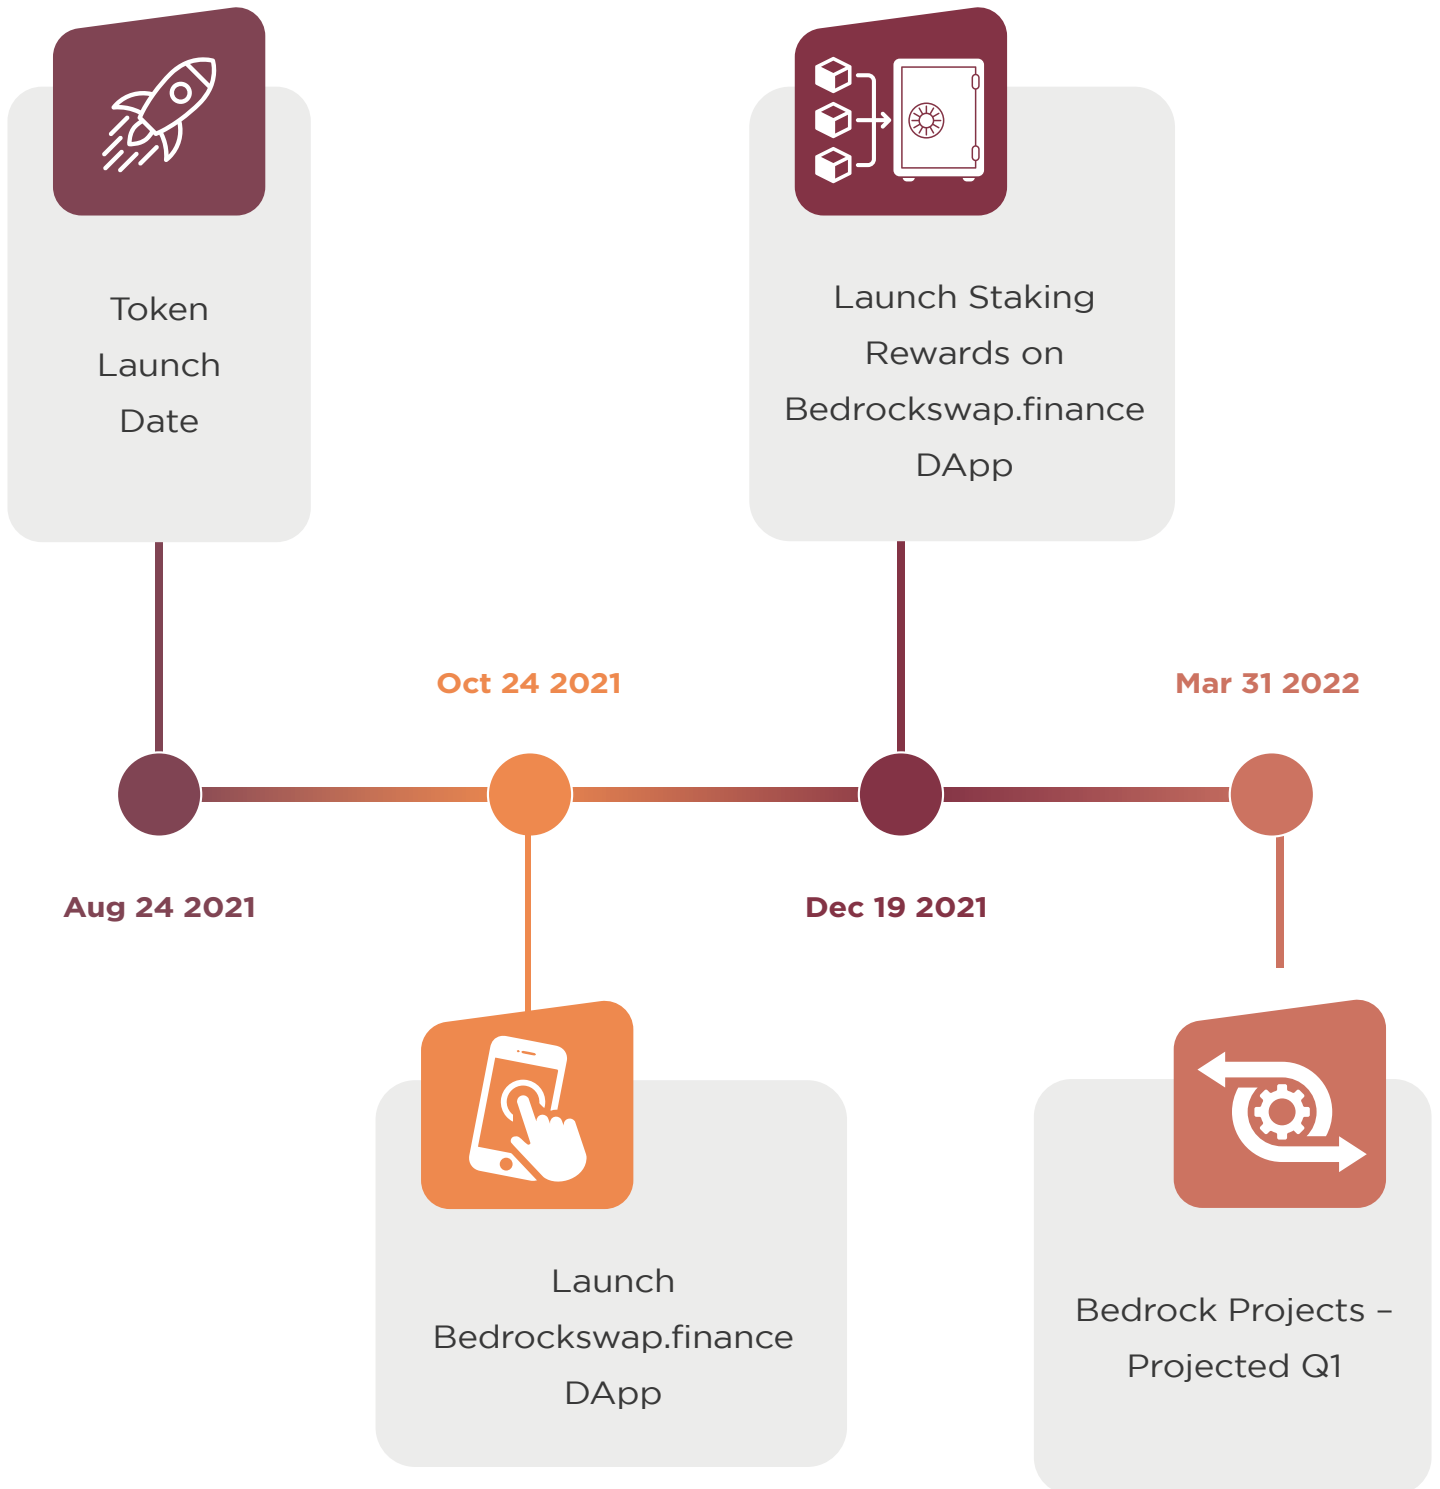 Token
Launch
Date
Launch Staking
Rewards on
Bedrockswap.finance
DApp
Oct 24 2021
Mar 31 2022
Aug 24 2021
Dec 19 2021
Launch
Bedrockswap.finance
DApp
Bedrock Projects –
Projected Q1